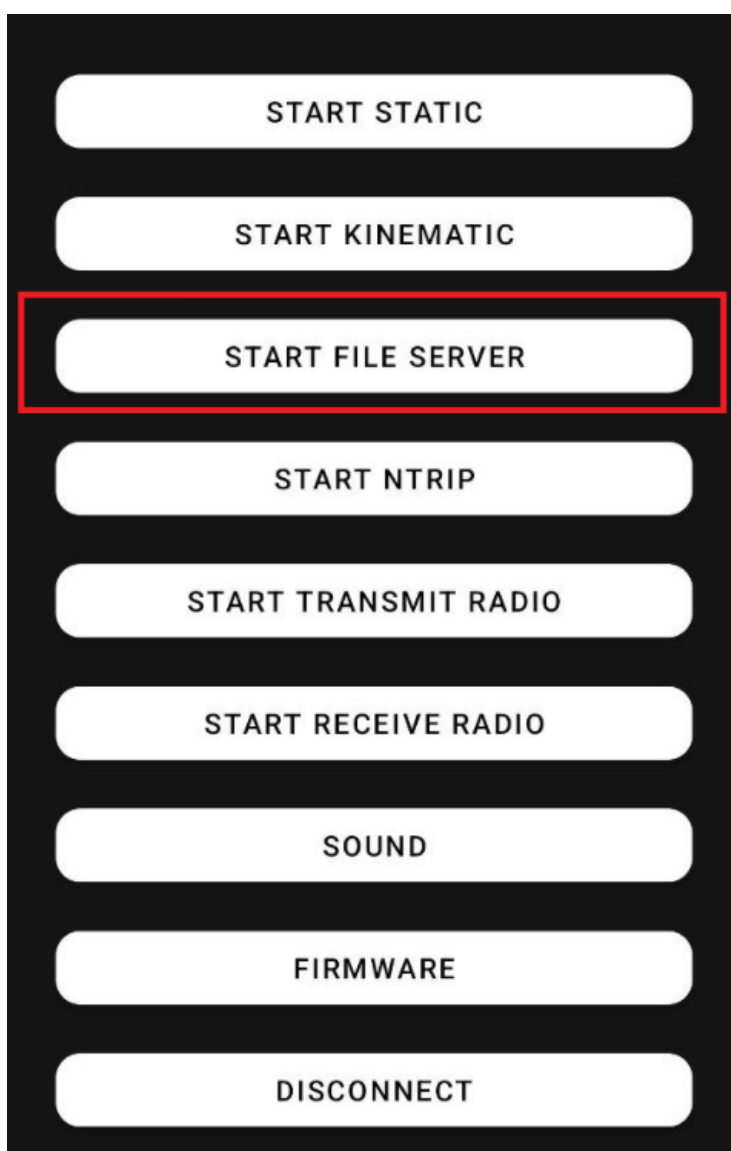 START STATIC
START KINEMATIC
START FILE SERVER
START NTRIP
START TRANSMIT RADIO
START RECEIVE RADIO
SOUND
FIRMWARE
DISCONNECT